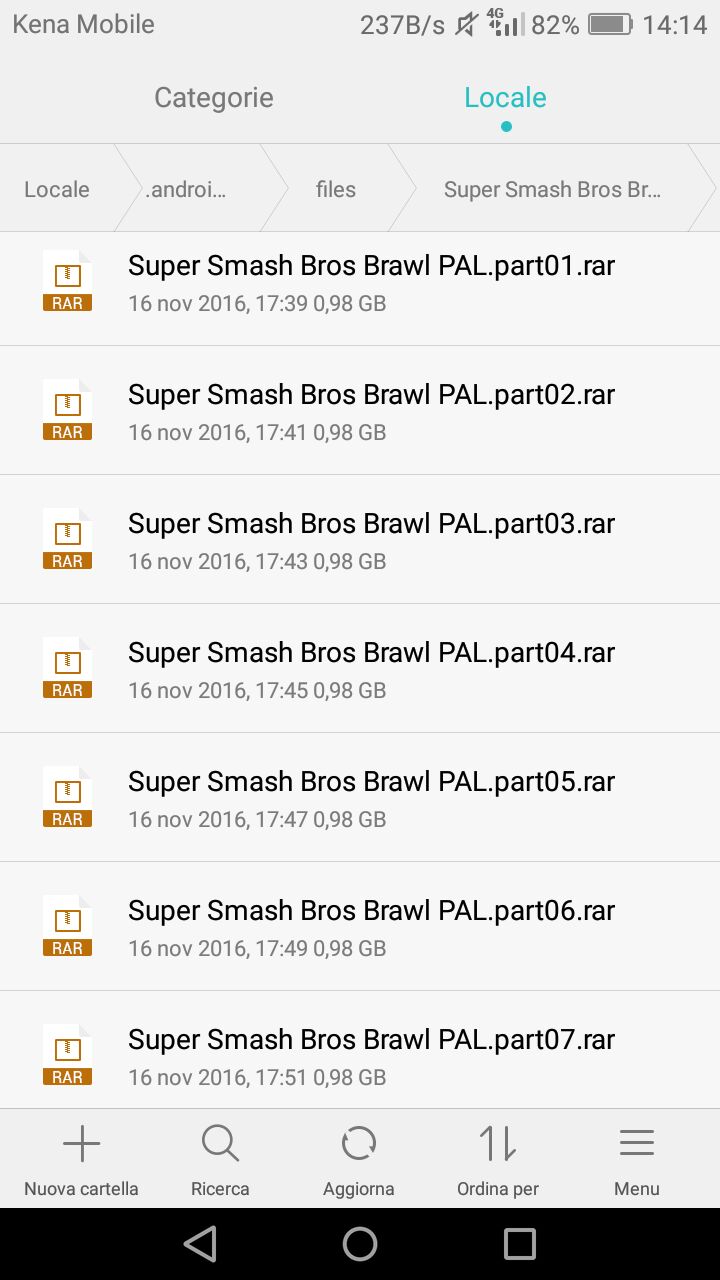 Kena Mobile 237B/s 4G 82% 14:14
Categorie Locale
Locale .androi... files Super Smash Bros Br...
Super Smash Bros Brawl PAL.part01.rar
RAR 16 nov 2016, 17:39 0,98 GB
Super Smash Bros Brawl PAL.part02.rar
RAR 16 nov 2016, 17:41 0,98 GB
Super Smash Bros Brawl PAL.part03.rar
RAR 16 nov 2016, 17:43 0,98 GB
Super Smash Bros Brawl PAL.part04.rar
RAR 16 nov 2016, 17:45 0,98 GB
Super Smash Bros Brawl PAL.part05.rar
RAR 16 nov 2016, 17:47 0,98 GB
Super Smash Bros Brawl PAL.part06.rar
RAR 16 nov 2016, 17:49 0,98 GB
Super Smash Bros Brawl PAL.part07.rar
RAR 16 nov 2016, 17:51 0,98 GB
Nuova cartella Ricerca Aggiorna Ordina per Menu